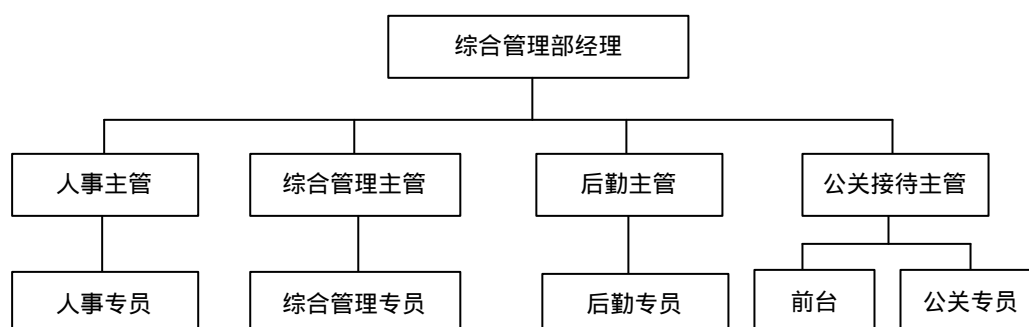 综合管理部经理
人事主管
综合管理主管
后勤主管
公关接待主管
人事专员
综合管理专员
后勤专员
前台
公关专员